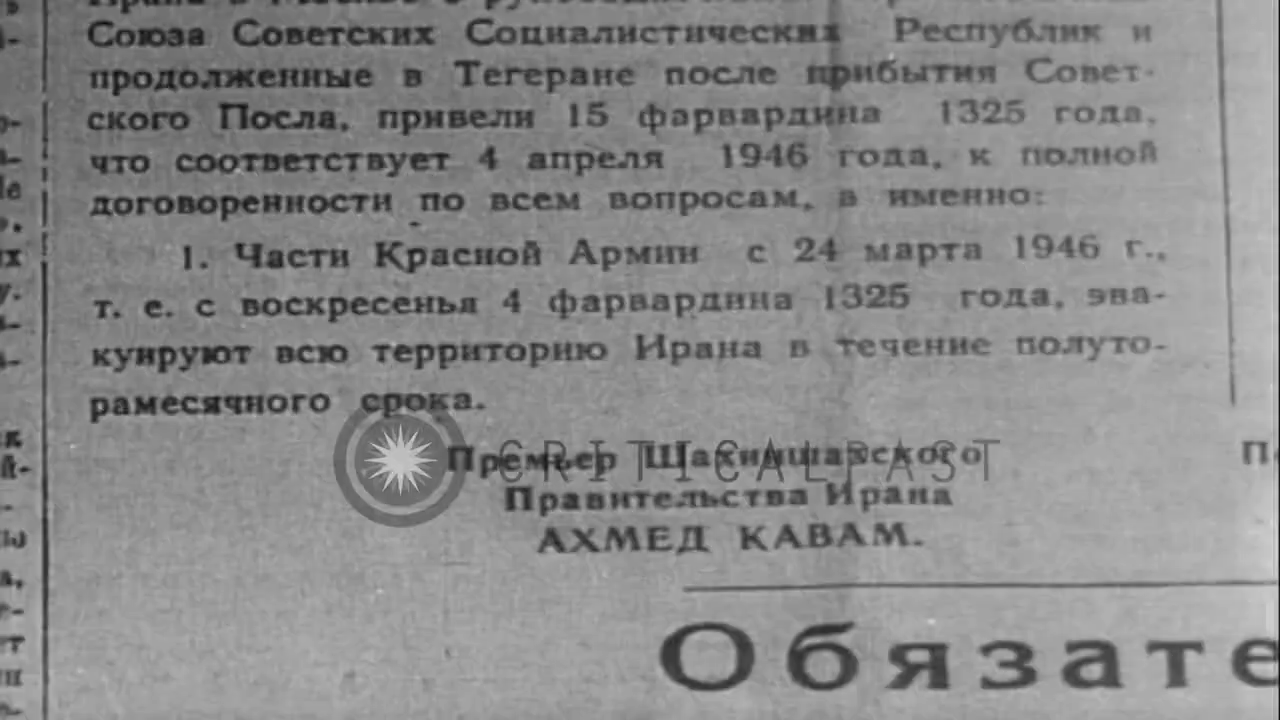 Союза Советских Социалистических Республик и
продолженные в Тегеране после прибытия Совет-
ского Посла, привели 15 фарвардина 1325 года,
что соответствует 4 апреля 1946 года, к полной
договоренности по всем вопросам, а именно:
1. Части Красной Армии с 24 марта 1946 г.,
т. е. с воскресенья 4 фарвардина 1325 года, эва-
куируют всю территорию Ирана в течение полуто-
рамесячного срока.
Премьер Шахиншахского
CRITICALPAST
Правительства Ирана
АХМЕД КАВАМ.
Обязате